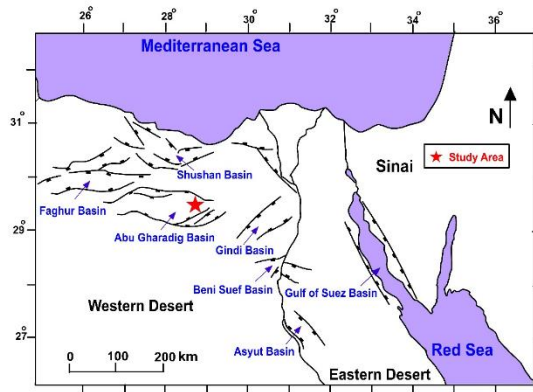 26° 28° 30° 32° 34° 36°
Mediterranean Sea
N
31°
Sinai
Study Area
Shushan Basin
Faghur Basin
Abu Gharadig Basin
29°
Gindi Basin
Beni Suef Basin
Gulf of Suez Basin
Western Desert
Asyut Basin
Red Sea
27°
0 100 200 km
Eastern Desert